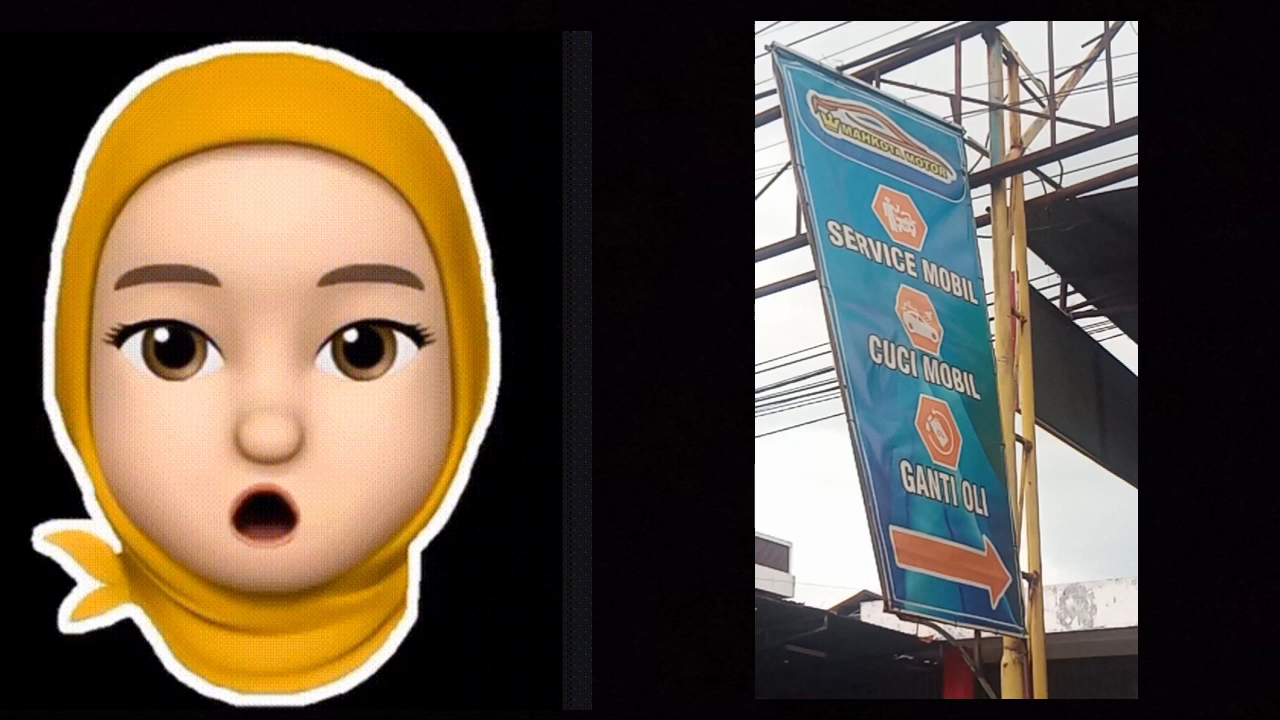 MAHKOTA MOTOR
SERVICE MOBIL
CUCI MOBIL
GANTI OLI